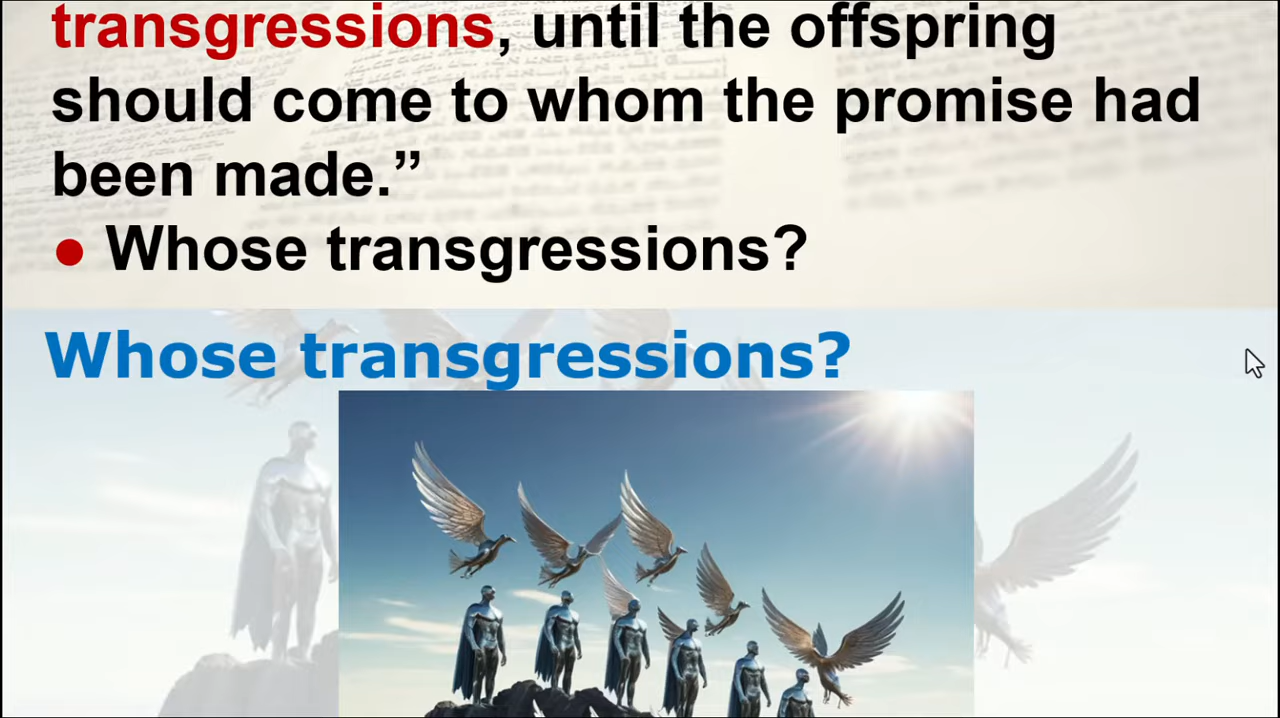 transgressions, until the offspring
should come to whom the promise had
been made.”
● Whose transgressions?
Whose transgressions?